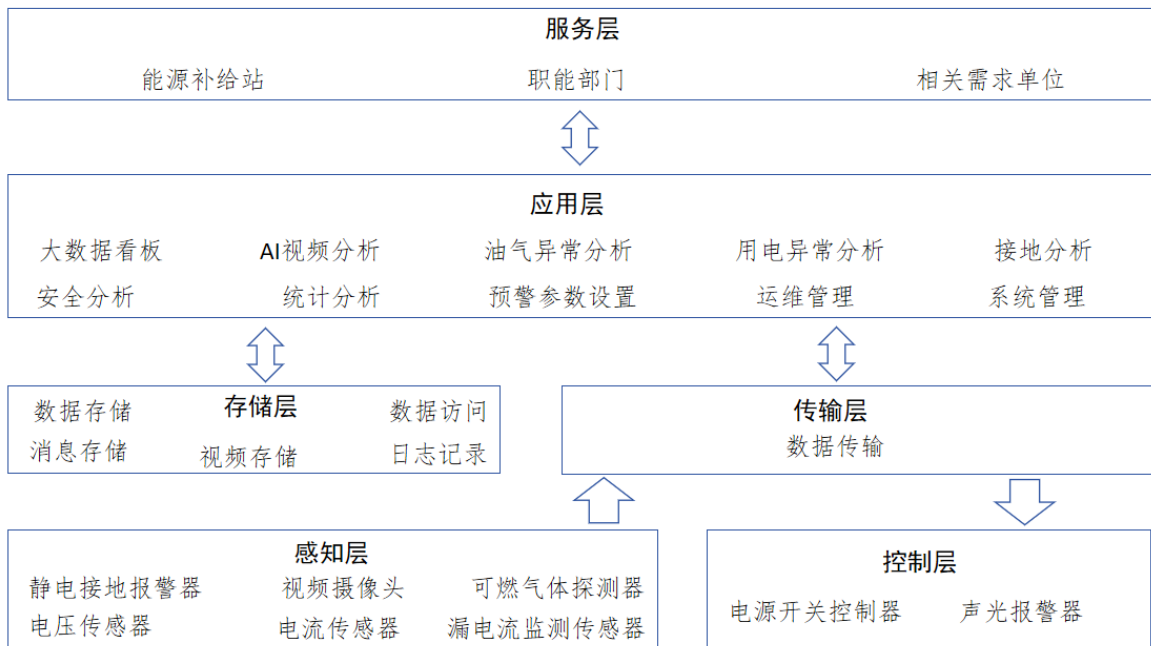 服务层
能源补给站 职能部门 相关需求单位
应用层
大数据看板 AI视频分析 油气异常分析 用电异常分析 接地分析
安全分析 统计分析 预警参数设置 运维管理 系统管理
存储层
数据存储 数据访问
消息存储 视频存储 日志记录
传输层
数据传输
感知层
静电接地报警器 视频摄像头 可燃气体探测器
电压传感器 电流传感器 漏电流监测传感器
控制层
电源开关控制器 声光报警器